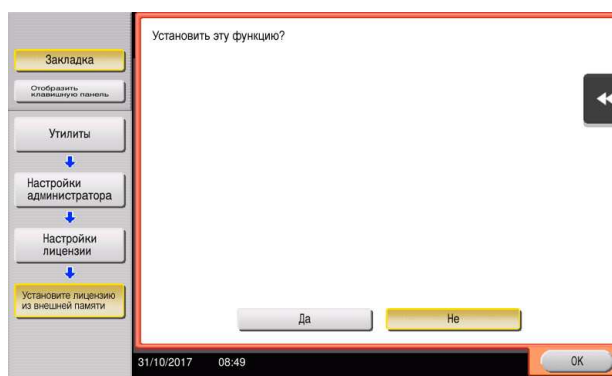 Установить эту функцию?
Закладка
Отобразить
клавишную панель
Утилиты
Настройки
администратора
Настройки
лицензии
Установите лицензию
из внешней памяти
Да
Не
31/10/2017 08:49
OK